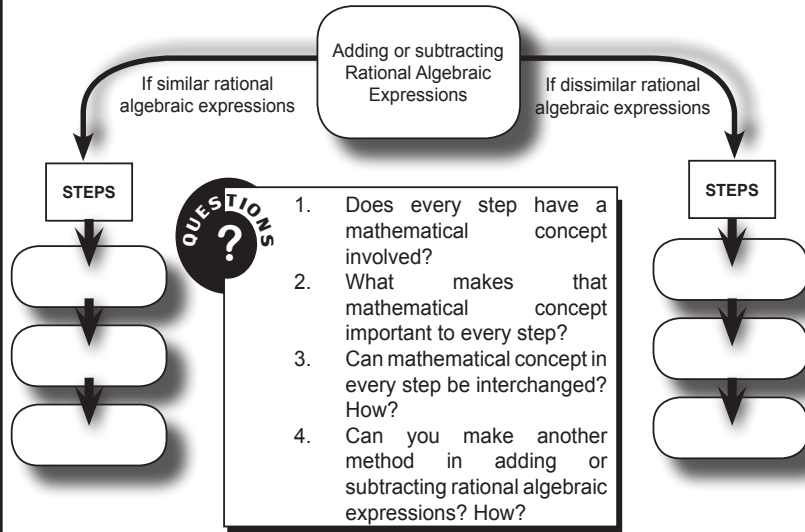 Adding or subtracting
Rational Algebraic
Expressions
If similar rational
algebraic expressions
If dissimilar rational
algebraic expressions
STEPS
STEPS
QUESTIONS
?
1. Does every step have a
mathematical concept
involved?
2. What makes that
mathematical concept
important to every step?
3. Can mathematical concept in
every step be interchanged?
How?
4. Can you make another
method in adding or
subtracting rational algebraic
expressions? How?